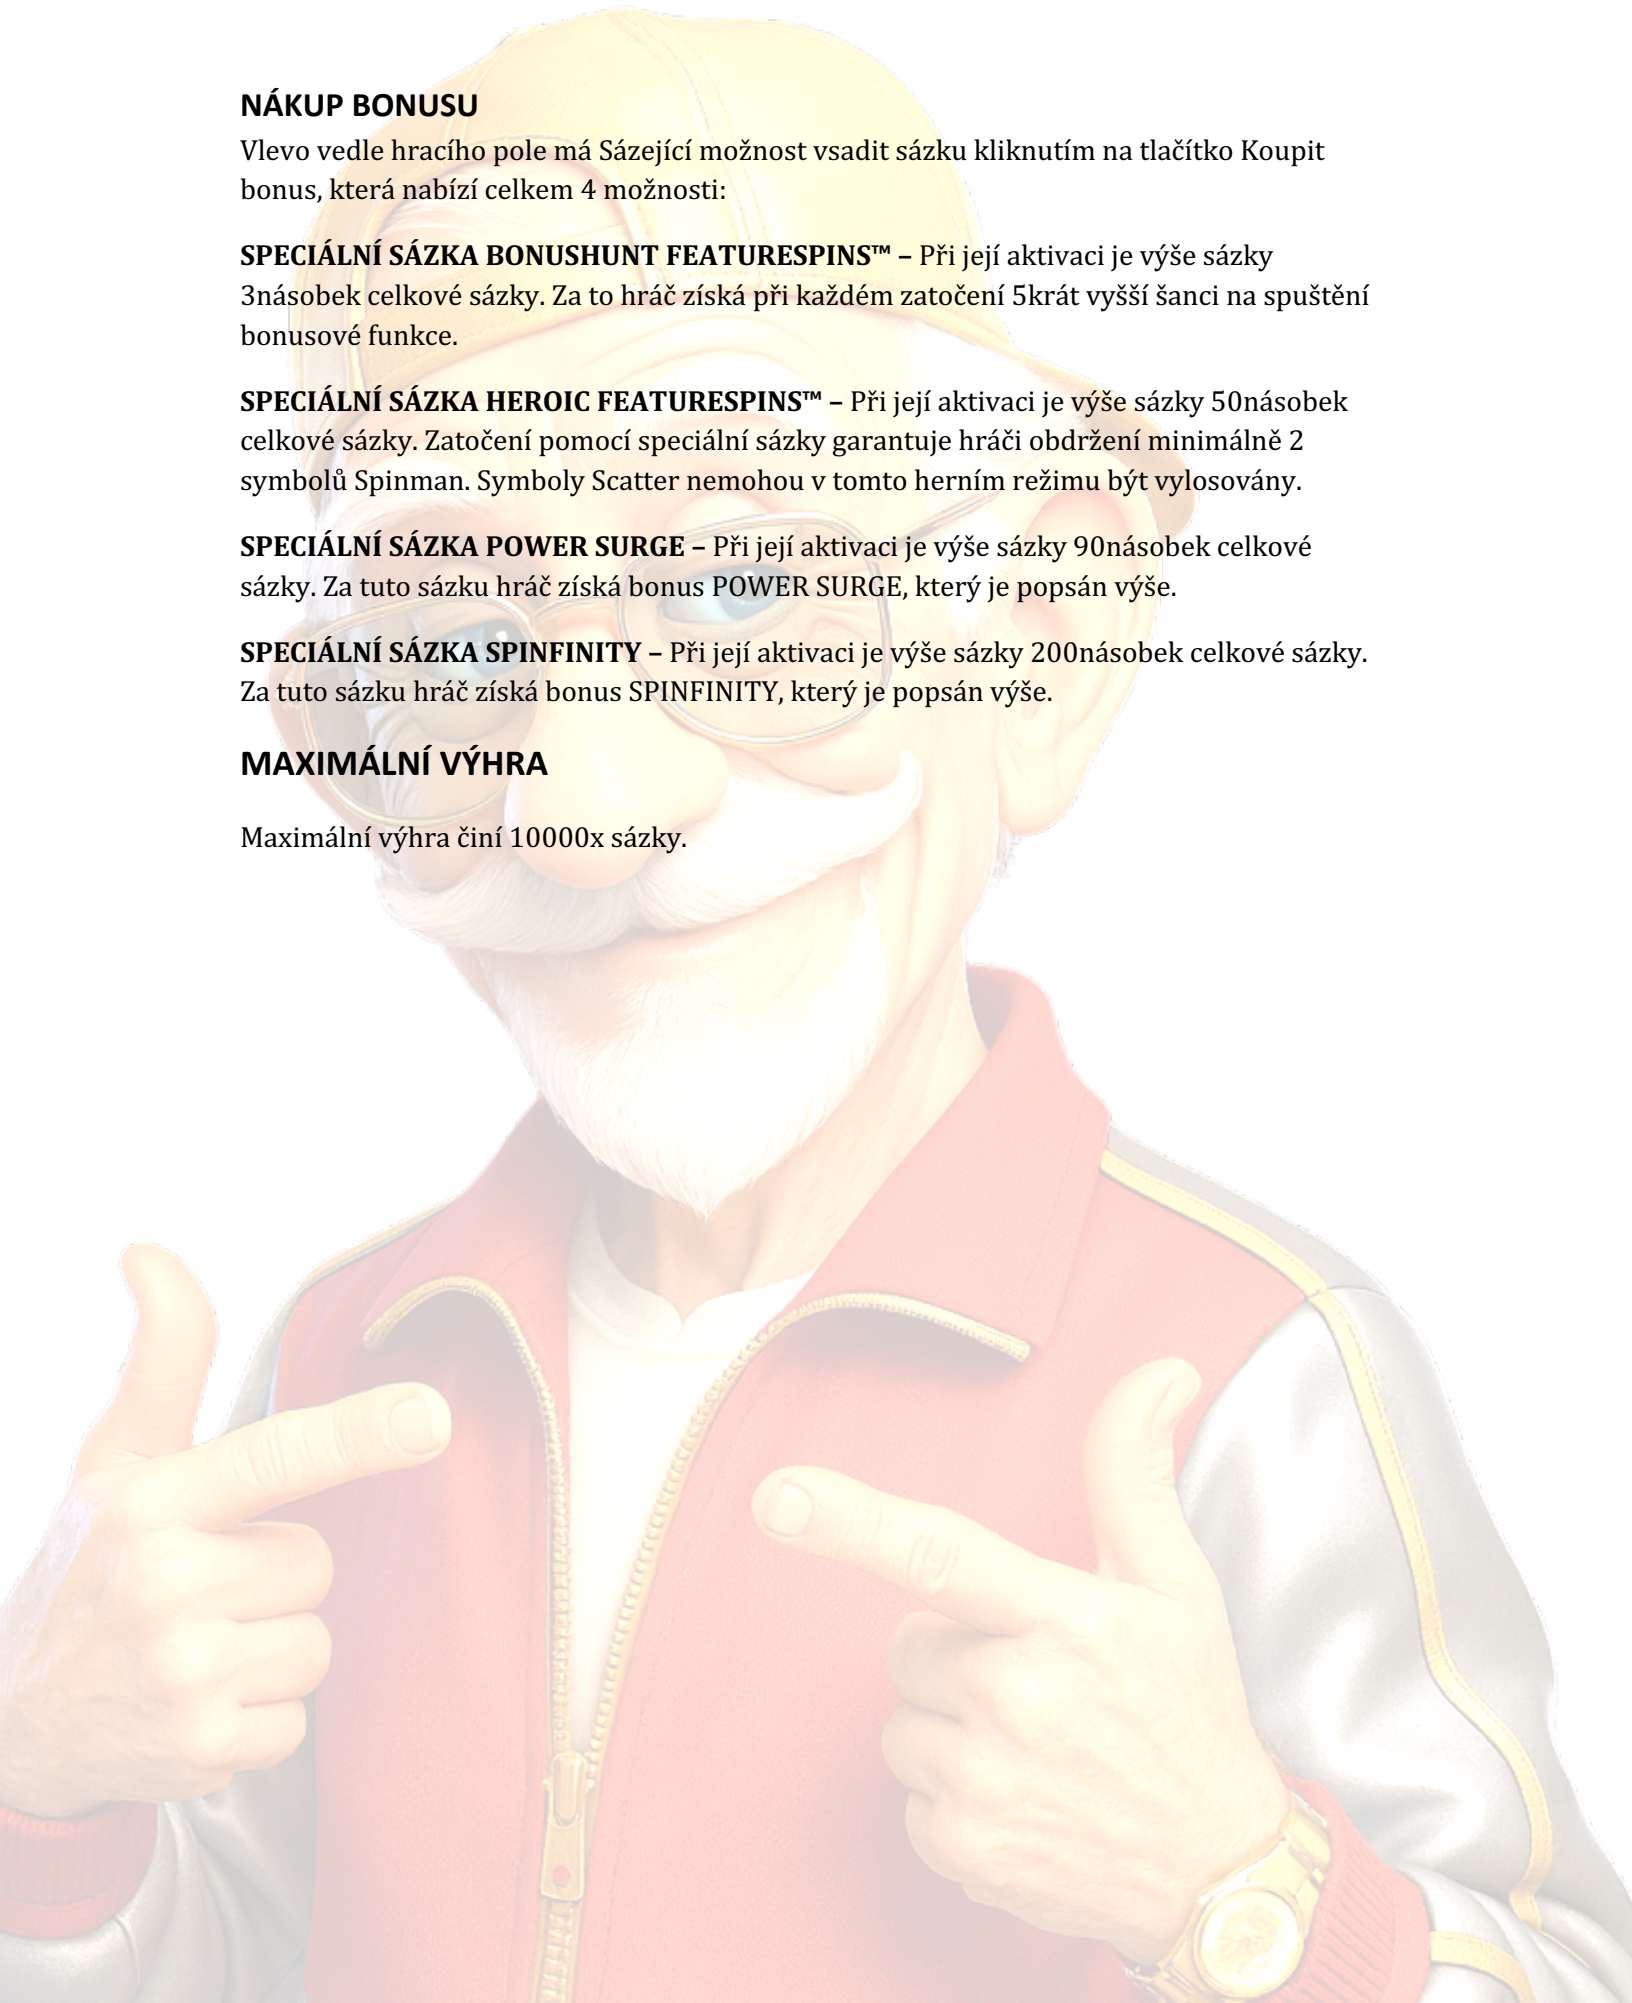 NÁKUP BONUSU
Vlevo vedle hracího pole má Sázející možnost vsadit sázku kliknutím na tlačítko Koupit
bonus, která nabízí celkem 4 možnosti:
SPECIÁLNÍ SÁZKA BONUSHUNT FEATURESPINS™ – Při její aktivaci je výše sázky
3násobek celkové sázky. Za to hráč získá při každém zatočení 5krát vyšší šanci na spuštění
bonusové funkce.
SPECIÁLNÍ SÁZKA HEROIC FEATURESPINS™ – Při její aktivaci je výše sázky 50násobek
celkové sázky. Zatočení pomocí speciální sázky garantuje hráči obdržení minimálně 2
symbolů Spinman. Symboly Scatter nemohou v tomto herním režimu být vylosovány.
SPECIÁLNÍ SÁZKA POWER SURGE – Při její aktivaci je výše sázky 90násobek celkové
sázky. Za tuto sázku hráč získá bonus POWER SURGE, který je popsán výše.
SPECIÁLNÍ SÁZKA SPINFINITY – Při její aktivaci je výše sázky 200násobek celkové sázky.
Za tuto sázku hráč získá bonus SPINFINITY, který je popsán výše.
MAXIMÁLNÍ VÝHRA
Maximální výhra činí 10000x sázky.